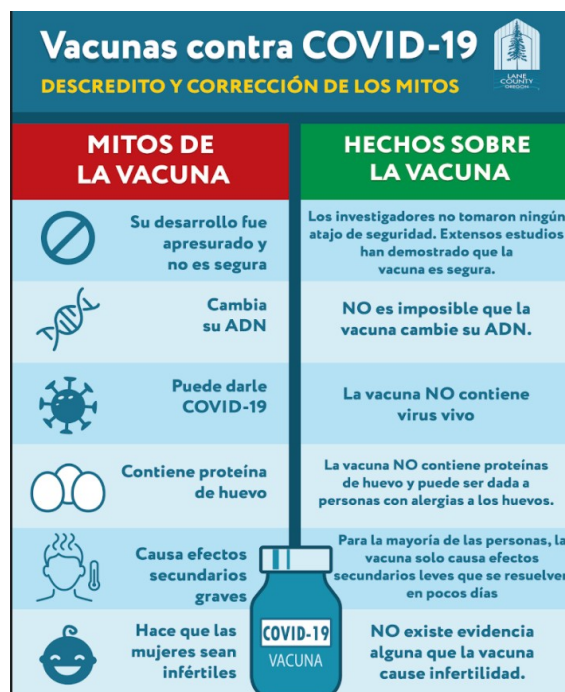 Vacunas contra COVID-19
DESCREDITO Y CORRECCIÓN DE LOS MITOS
LANE
COUNTY
OREGON
MITOS DE
LA VACUNA
HECHOS SOBRE
LA VACUNA
Su desarrollo fue
apresurado y
no es segura
Los investigadores no tomaron ningún
atajo de seguridad. Extensos estudios
han demostrado que la
vacuna es segura.
Cambia
su ADN
NO es imposible que la
vacuna cambie su ADN.
Puede darle
COVID-19
La vacuna NO contiene
virus vivo
Contiene proteína
de huevo
La vacuna NO contiene proteínas
de huevo y puede ser dada a
personas con alergias a los huevos.
Causa efectos
secundarios
graves
Para la mayoría de las personas, la
vacuna solo causa efectos
secundarios leves que se resuelven
en pocos días
Hace que las
mujeres sean
infértiles
NO existe evidencia
alguna que la vacuna
cause infertilidad.
COVID-19
VACUNA